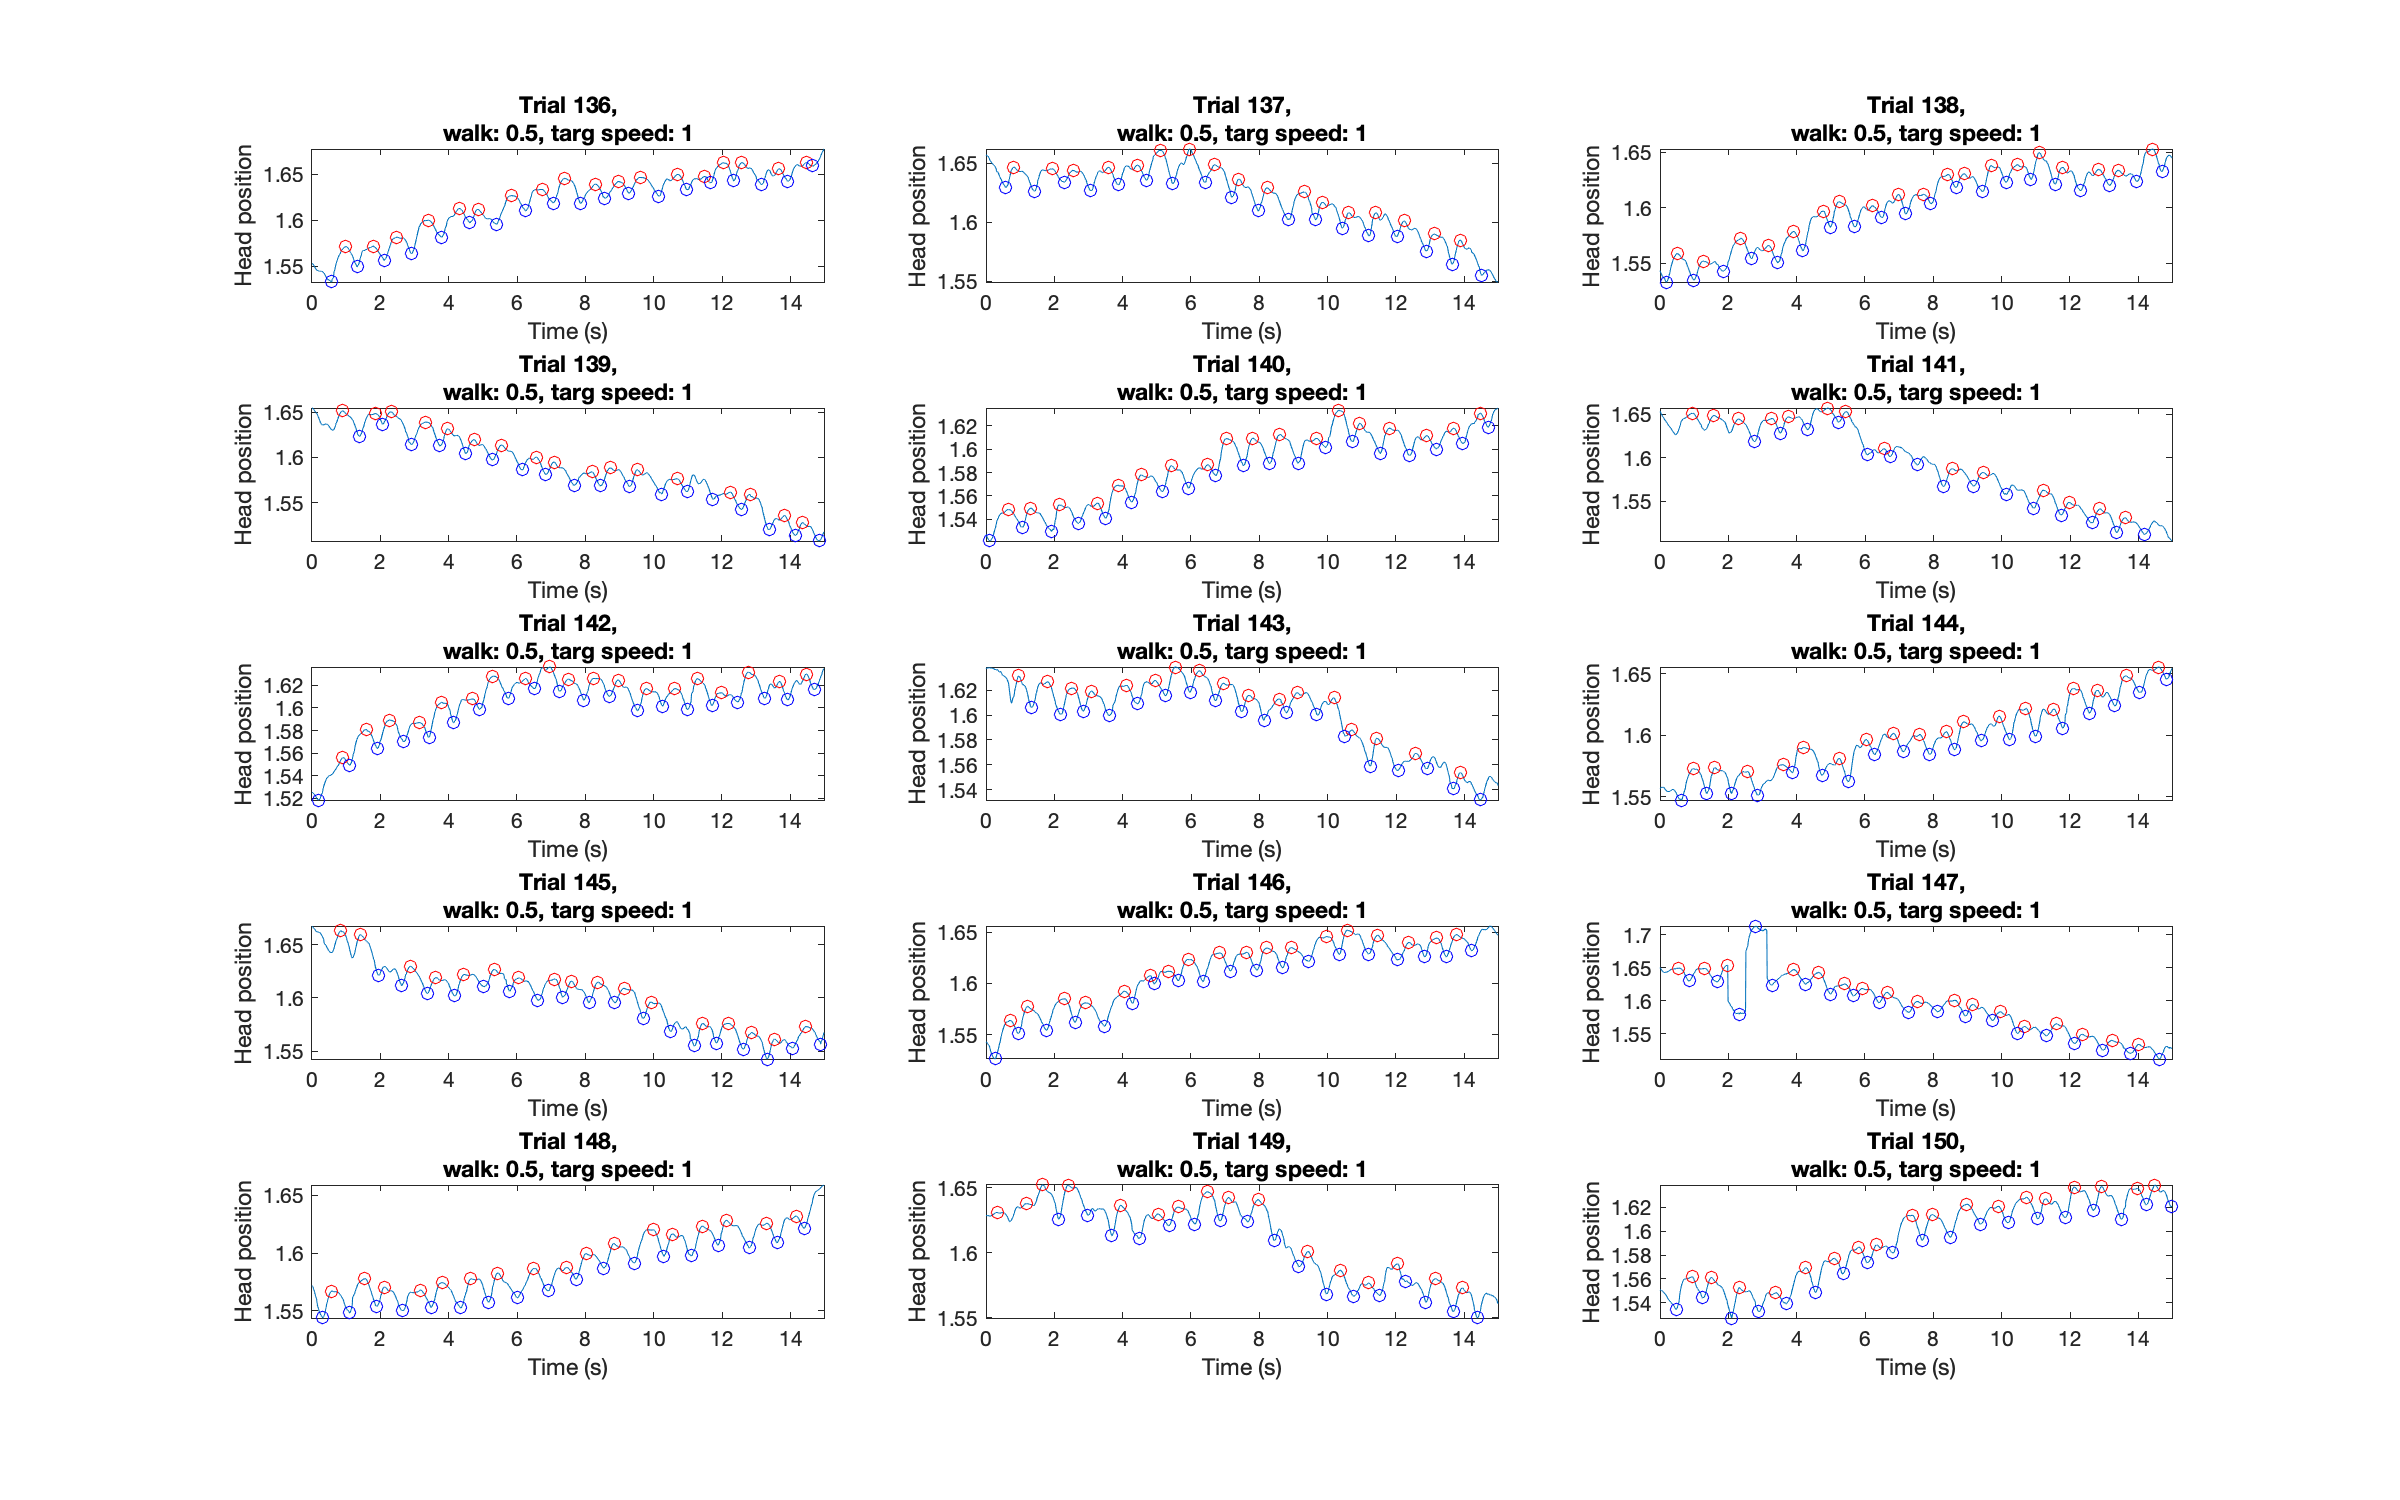 Trial 136,
walk: 0.5, targ speed: 1
Head position
1.65
1.6
1.55
0 2 4 6 8 10 12 14
Time (s)
Trial 137,
walk: 0.5, targ speed: 1
Head position
1.65
1.6
1.55
0 2 4 6 8 10 12 14
Time (s)
Trial 138,
walk: 0.5, targ speed: 1
Head position
1.65
1.6
1.55
0 2 4 6 8 10 12 14
Time (s)
Trial 139,
walk: 0.5, targ speed: 1
Head position
1.65
1.6
1.55
0 2 4 6 8 10 12 14
Time (s)
Trial 140,
walk: 0.5, targ speed: 1
Head position
1.62
1.6
1.58
1.56
1.54
0 2 4 6 8 10 12 14
Time (s)
Trial 141,
walk: 0.5, targ speed: 1
Head position
1.65
1.6
1.55
0 2 4 6 8 10 12 14
Time (s)
Trial 142,
walk: 0.5, targ speed: 1
Head position
1.62
1.6
1.58
1.56
1.54
1.52
0 2 4 6 8 10 12 14
Time (s)
Trial 143,
walk: 0.5, targ speed: 1
Head position
1.62
1.6
1.58
1.56
1.54
0 2 4 6 8 10 12 14
Time (s)
Trial 144,
walk: 0.5, targ speed: 1
Head position
1.65
1.6
1.55
0 2 4 6 8 10 12 14
Time (s)
Trial 145,
walk: 0.5, targ speed: 1
Head position
1.65
1.6
1.55
0 2 4 6 8 10 12 14
Time (s)
Trial 146,
walk: 0.5, targ speed: 1
Head position
1.65
1.6
1.55
0 2 4 6 8 10 12 14
Time (s)
Trial 147,
walk: 0.5, targ speed: 1
Head position
1.7
1.65
1.6
1.55
0 2 4 6 8 10 12 14
Time (s)
Trial 148,
walk: 0.5, targ speed: 1
Head position
1.65
1.6
1.55
0 2 4 6 8 10 12 14
Time (s)
Trial 149,
walk: 0.5, targ speed: 1
Head position
1.65
1.6
1.55
0 2 4 6 8 10 12 14
Time (s)
Trial 150,
walk: 0.5, targ speed: 1
Head position
1.62
1.6
1.58
1.56
1.54
0 2 4 6 8 10 12 14
Time (s)